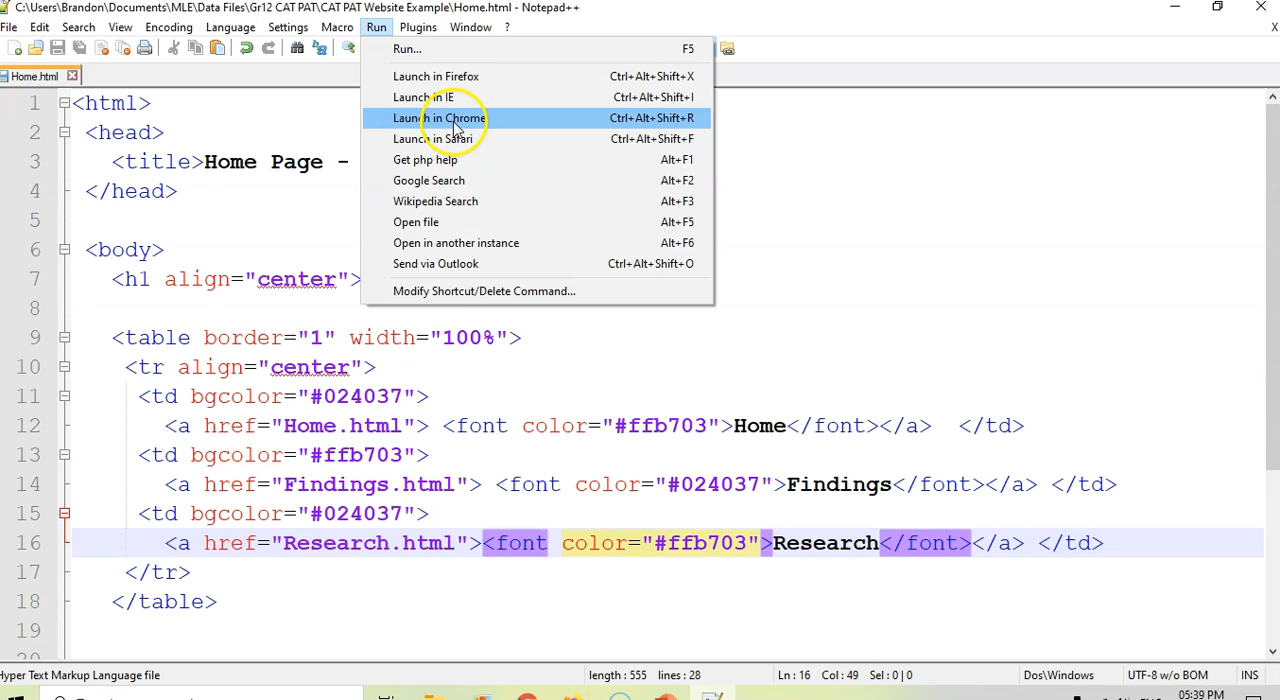 C:\Users\Brandon\Documents\MLE\Data Files\Gr12 CAT PAT\CAT PAT Website Example\Home.html - Notepad++
File Edit Search View Encoding Language Settings Macro Run Plugins Window ? X
Home.html
Run... F5
Launch in Firefox Ctrl+Alt+Shift+X
Launch in IE Ctrl+Alt+Shift+I
Launch in Chrome Ctrl+Alt+Shift+R
Launch in Safari Ctrl+Alt+Shift+F
Get php help Alt+F1
Google Search Alt+F2
Wikipedia Search Alt+F3
Open file Alt+F5
Open in another instance Alt+F6
Send via Outlook Ctrl+Alt+Shift+O
Modify Shortcut/Delete Command...
1 <html>
2 <head>
3 <title>Home Page -
4 </head>
5
6 <body>
7 <h1 align="center">
8
9 <table border="1" width="100%">
10 <tr align="center">
11 <td bgcolor="#024037">
12 <a href="Home.html"> <font color="#ffb703">Home</font></a> </td>
13 <td bgcolor="#ffb703">
14 <a href="Findings.html"> <font color="#024037">Findings</font></a> </td>
15 <td bgcolor="#024037">
16 <a href="Research.html"><font color="#ffb703">Research</font></a> </td>
17 </tr>
18 </table>
19
20
Hyper Text Markup Language file length : 555 lines : 28 Ln : 16 Col : 49 Sel : 0 | 0 Dos\Windows UTF-8 w/o BOM INS
05:39 PM